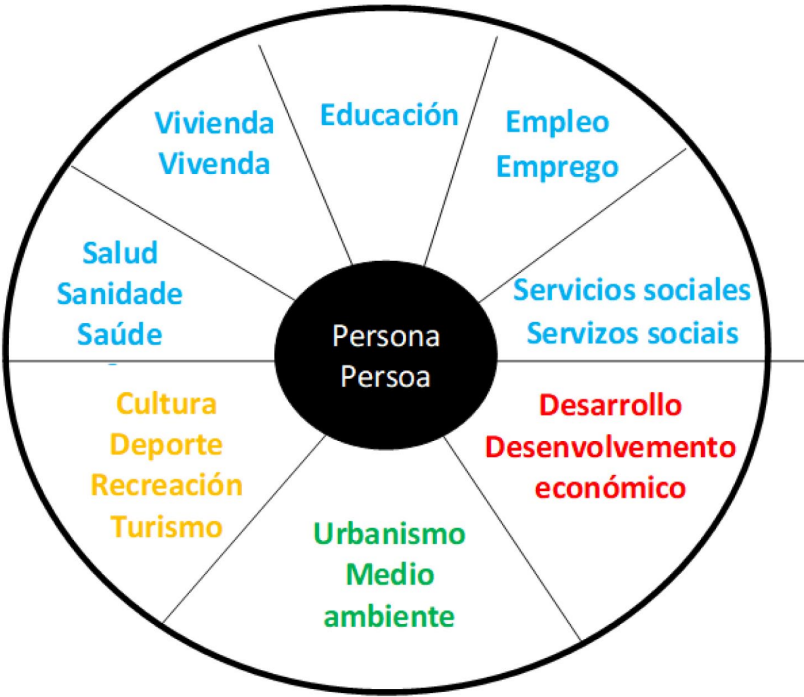 Vivienda
Vivenda
Educación
Empleo
Emprego
Salud
Sanidade
Saúde
Servicios sociales
Servizos sociais
Persona
Persoa
Cultura
Deporte
Recreación
Turismo
Desarrollo
Desenvolvemento
económico
Urbanismo
Medio
ambiente